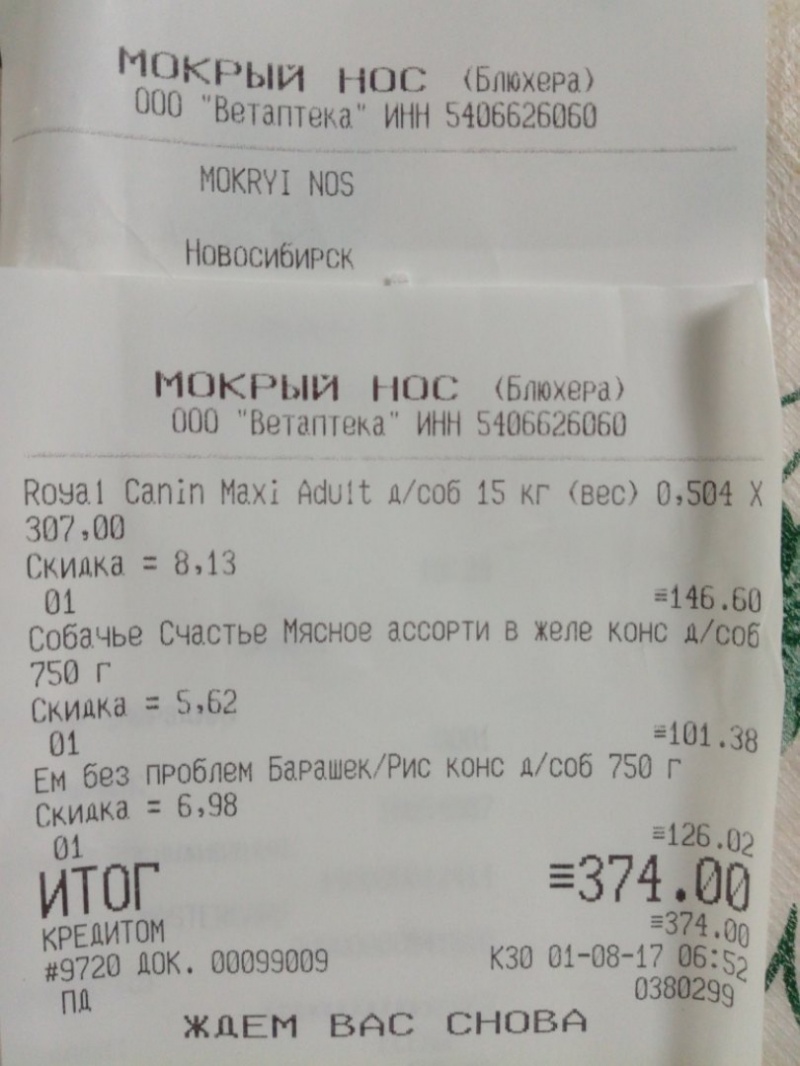 МОКРЫЙ НОС (Блюхера)
ООО "Ветаптека" ИНН 5406626060
MOKRYI NOS
Новосибирск
МОКРЫЙ НОС (Блюхера)
ООО "Ветаптека" ИНН 5406626060
Royal Canin Maxi Adult д/соб 15 кг (вес) 0,504 X
307,00
Скидка = 8,13
01 ≡146.60
Собачье Счастье Мясное ассорти в желе конс д/соб
750 г
Скидка = 5,62
01 ≡101.38
Ем без проблем Барашек/Рис конс д/соб 750 г
Скидка = 6,98
01 ≡126.02
ИТОГ ≡374.00
КРЕДИТОМ ≡374.00
#9720 ДОК. 00099009 К30 01-08-17 06:52
ПД 0380299
ЖДЕМ ВАС СНОВА